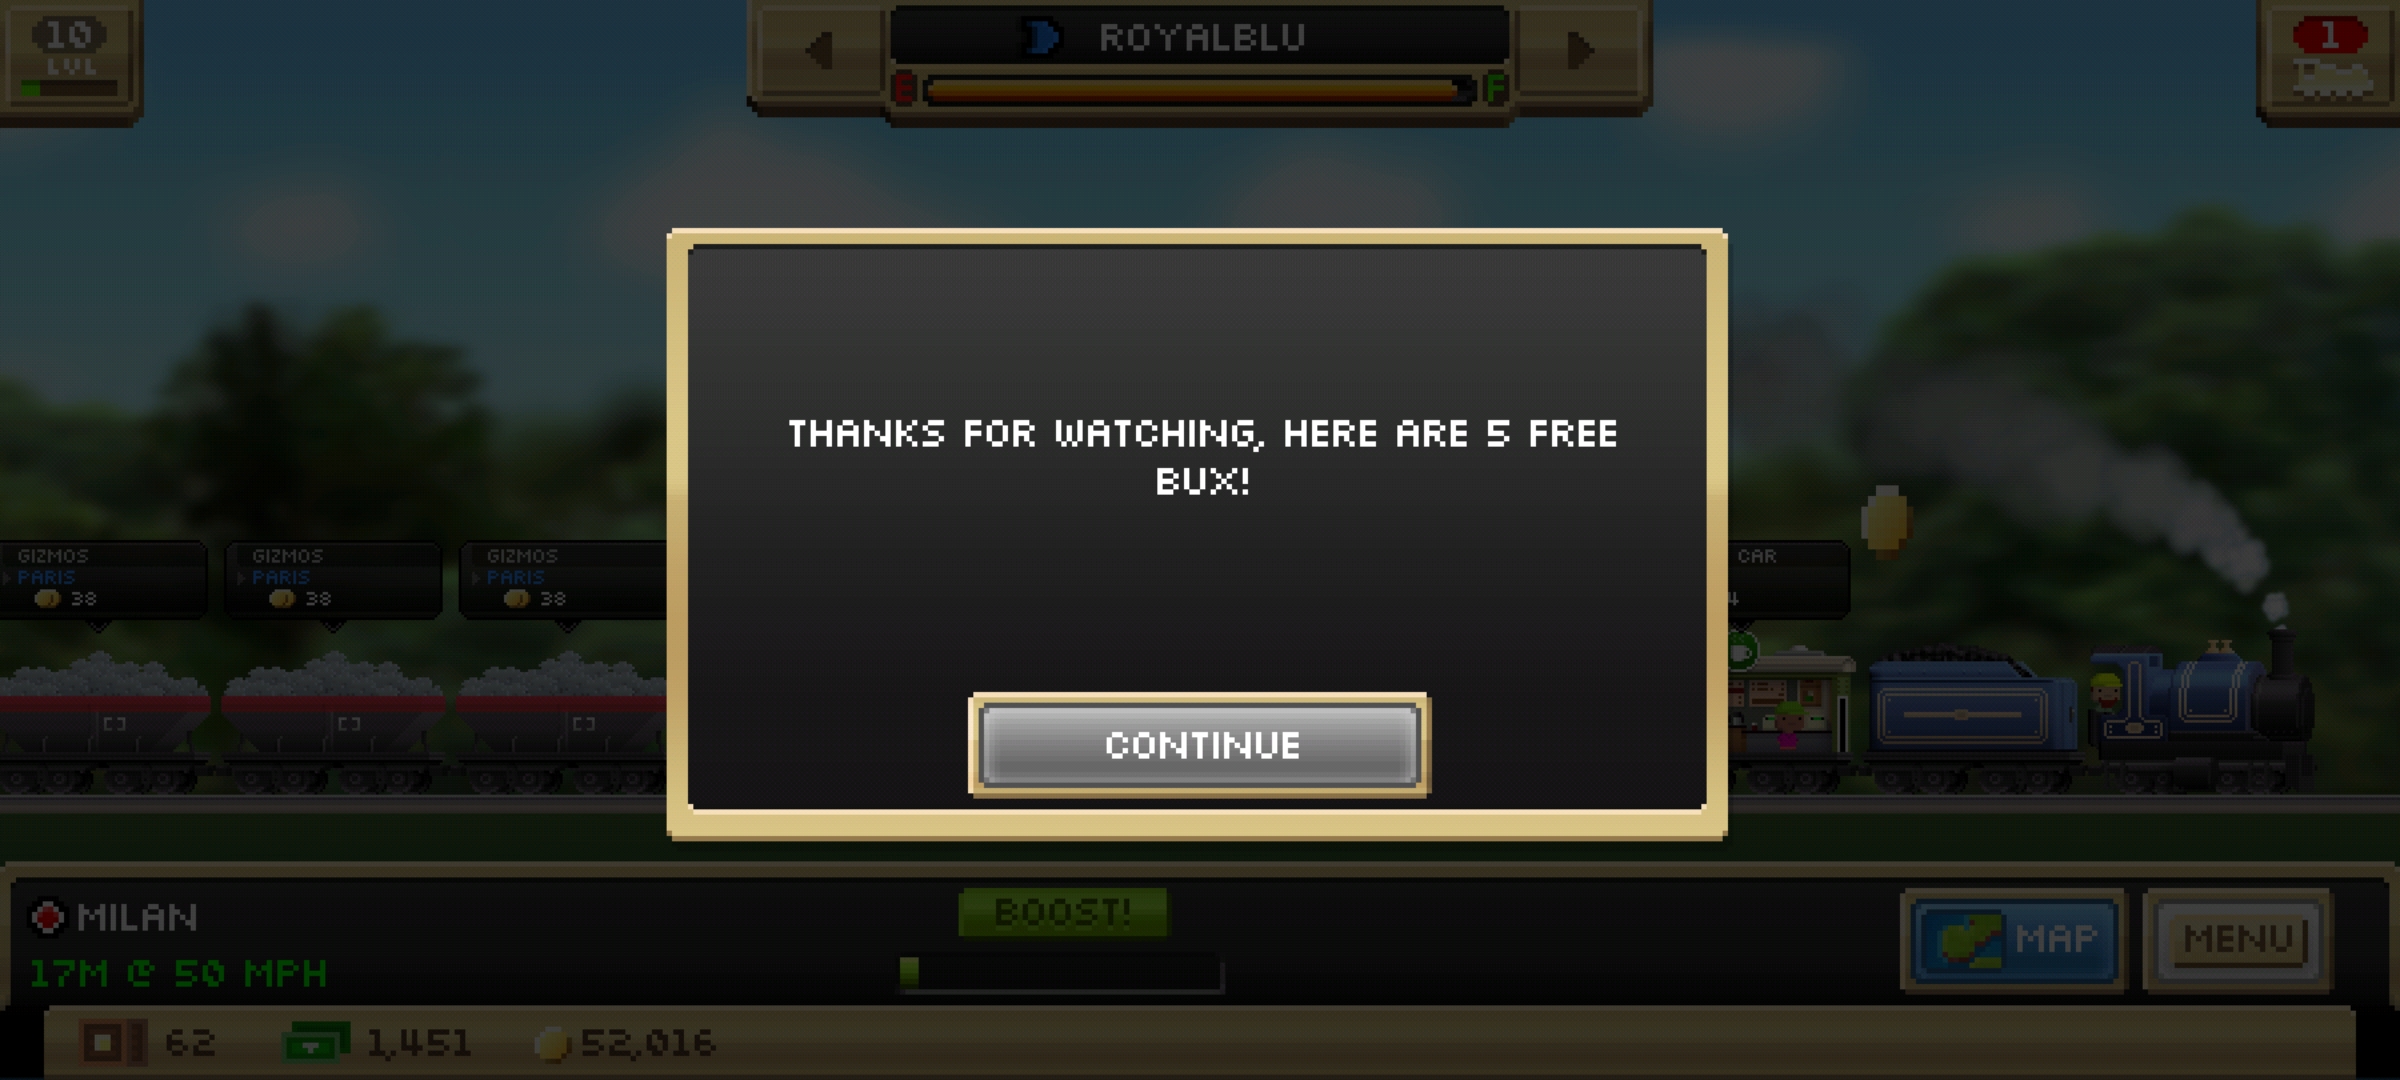 10
LVL
ROYALBLU
E
F
1
THANKS FOR WATCHING, HERE ARE 5 FREE
BUX!
GIZMOS
PARIS
38
GIZMOS
PARIS
38
GIZMOS
PARIS
38
CAR
4
CONTINUE
MILAN
17M @ 50 MPH
BOOST!
MAP
MENU
62
1,451
52,016